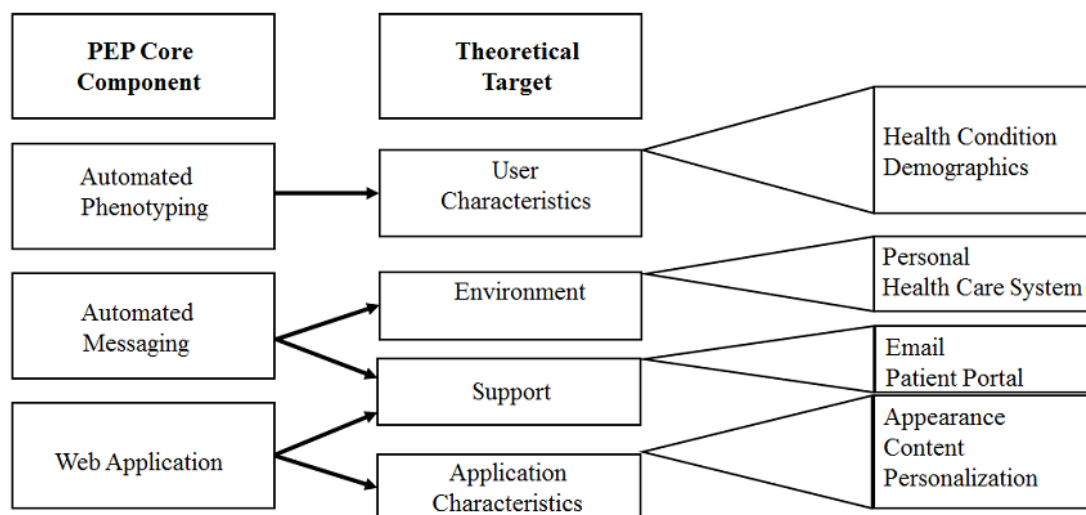 PEP Core
Component
Theoretical
Target
Automated
Phenotyping
User
Characteristics
Health Condition
Demographics
Automated
Messaging
Environment
Personal
Health Care System
Support
Email
Patient Portal
Web Application
Application
Characteristics
Appearance
Content
Personalization